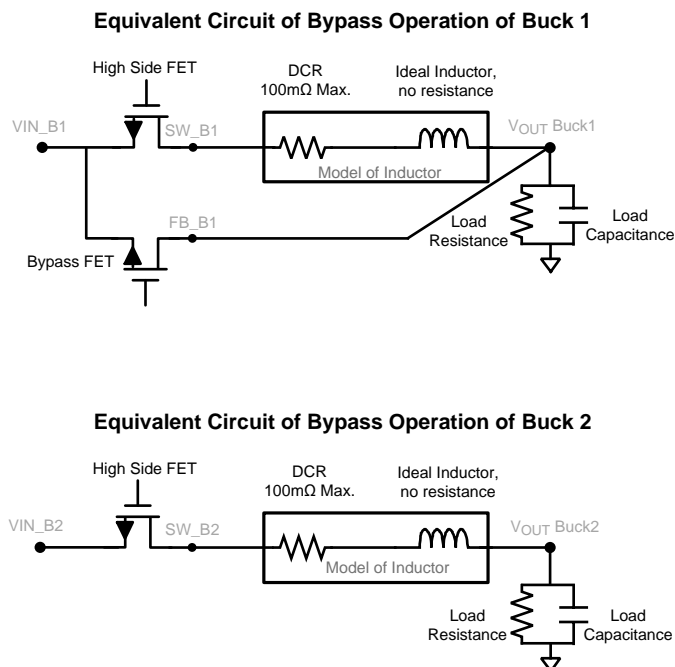 Equivalent Circuit of Bypass Operation of Buck 1
High Side FET
DCR
100mΩ Max.
Ideal Inductor,
no resistance
VIN_B1
SW_B1
VOUT Buck1
Model of Inductor
FB_B1
Load
Resistance
Load
Capacitance
Bypass FET
Equivalent Circuit of Bypass Operation of Buck 2
High Side FET
DCR
100mΩ Max.
Ideal Inductor,
no resistance
VIN_B2
SW_B2
VOUT Buck2
Model of Inductor
Load
Resistance
Load
Capacitance